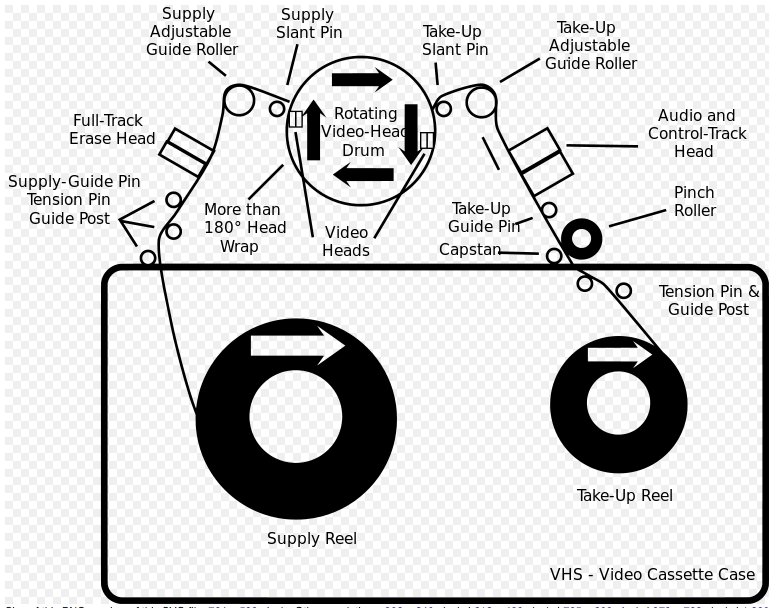 Supply
Adjustable
Guide Roller
Supply
Slant Pin
Take-Up
Slant Pin
Take-Up
Adjustable
Guide Roller
Full-Track
Erase Head
Rotating
Video-Head
Drum
Audio and
Control-Track
Head
Supply-Guide Pin
Tension Pin
Guide Post
More than
180° Head
Wrap
Video
Heads
Take-Up
Guide Pin
Capstan
Pinch
Roller
Tension Pin &
Guide Post
Supply Reel
Take-Up Reel
VHS - Video Cassette Case